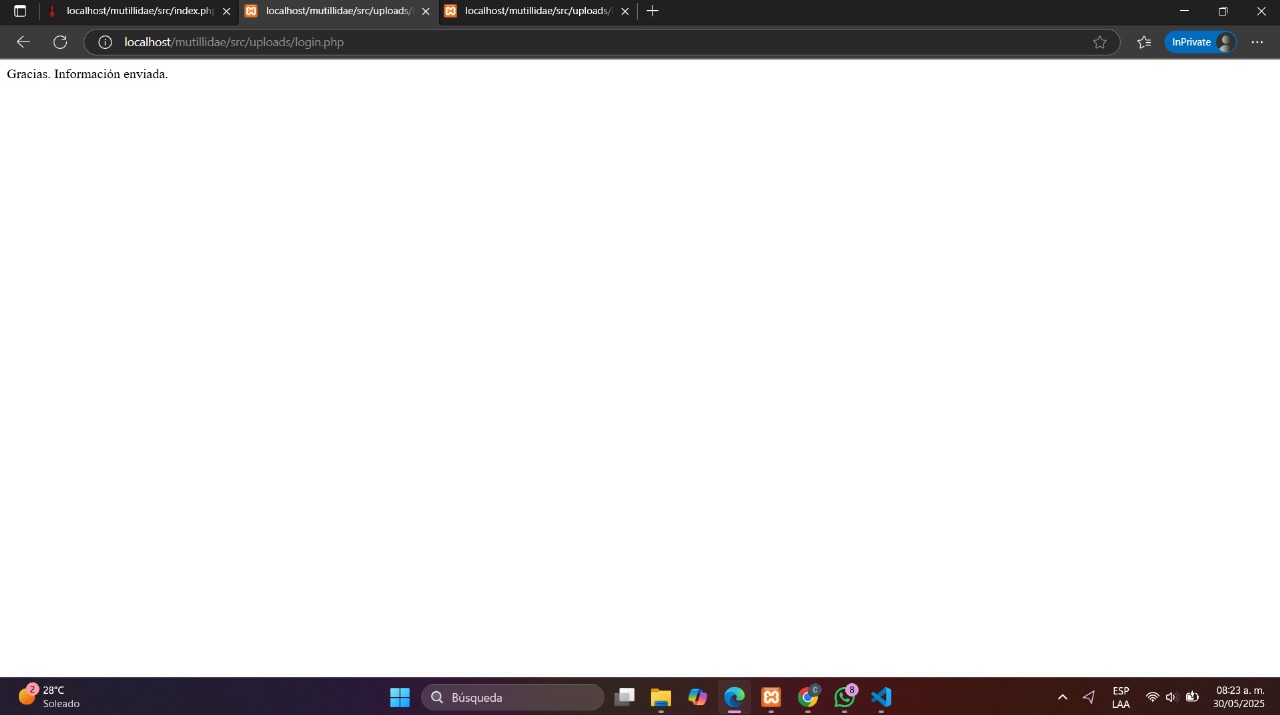 localhost/mutillidae/src/index.ph
localhost/mutillidae/src/uploads/
localhost/mutillidae/src/uploads/
localhost/mutillidae/src/uploads/login.php
InPrivate
Gracias. Información enviada.
2
28°C
Soleado
Búsqueda
C
8
ESP
LAA
08:23 a. m.
30/05/2025